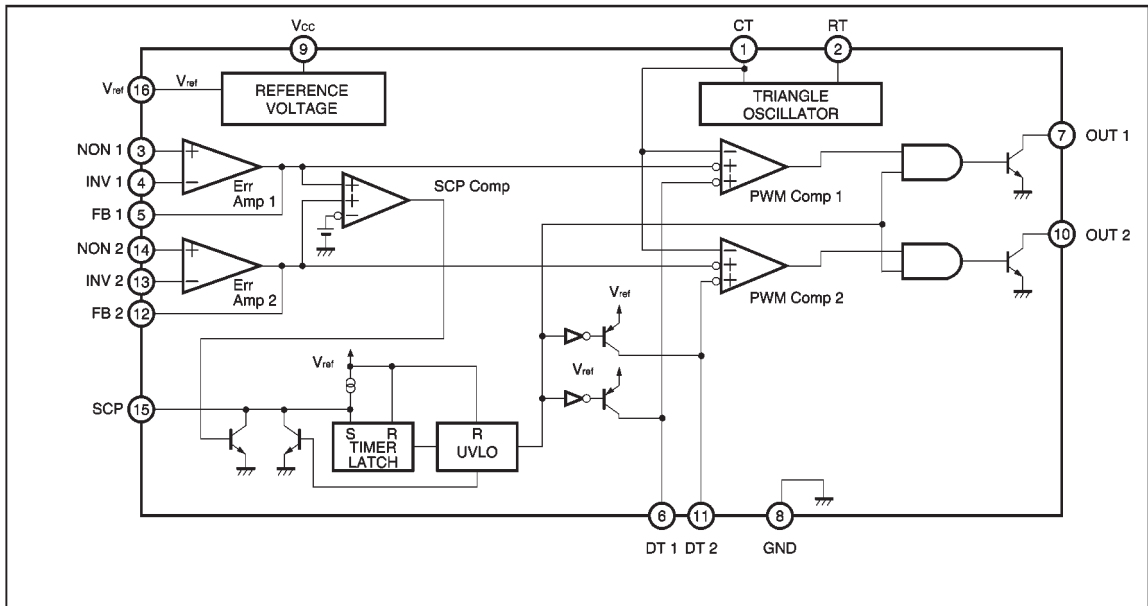 Vcc
9
CT
1
RT
2
Vref 16
Vref
REFERENCE
VOLTAGE
TRIANGLE
OSCILLATOR
NON 1 3
+
INV 1 4
−
Err
Amp 1
FB 1 5
+
+
−
SCP Comp
−
+
+
PWM Comp 1
7 OUT 1
NON 2 14
+
INV 2 13
−
Err
Amp 2
FB 2 12
−
+
+
PWM Comp 2
10 OUT 2
Vref
Vref
Vref
SCP 15
S R
TIMER
LATCH
R
UVLO
6
DT 1
11
DT 2
8
GND